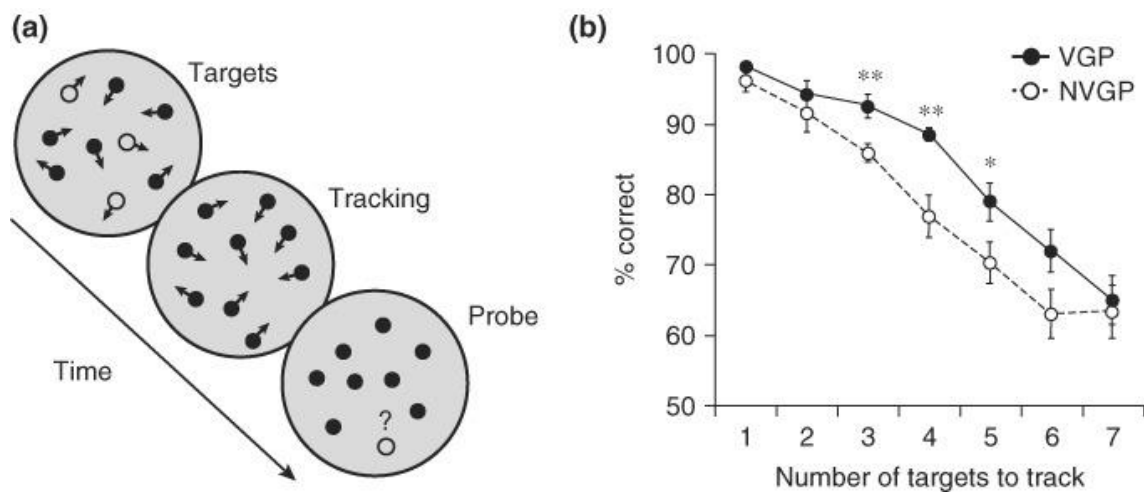 (a)
Targets
Tracking
Probe
?
Time
(b)
VGP
NVGP
100
90
80
70
60
50
% correct
**
**
*
1 2 3 4 5 6 7
Number of targets to track